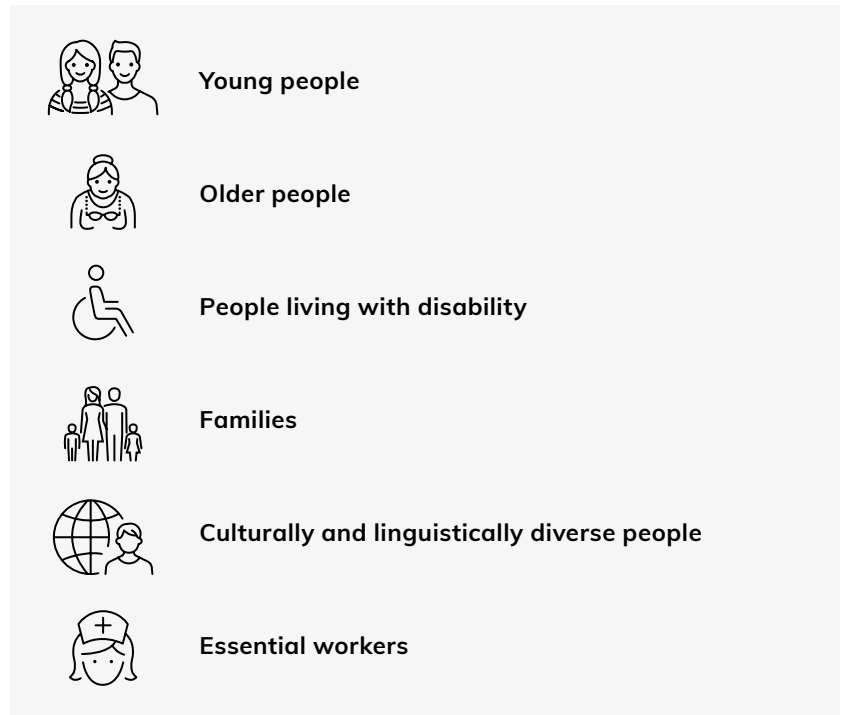 Young people
Older people
People living with disability
Families
Culturally and linguistically diverse people
Essential workers